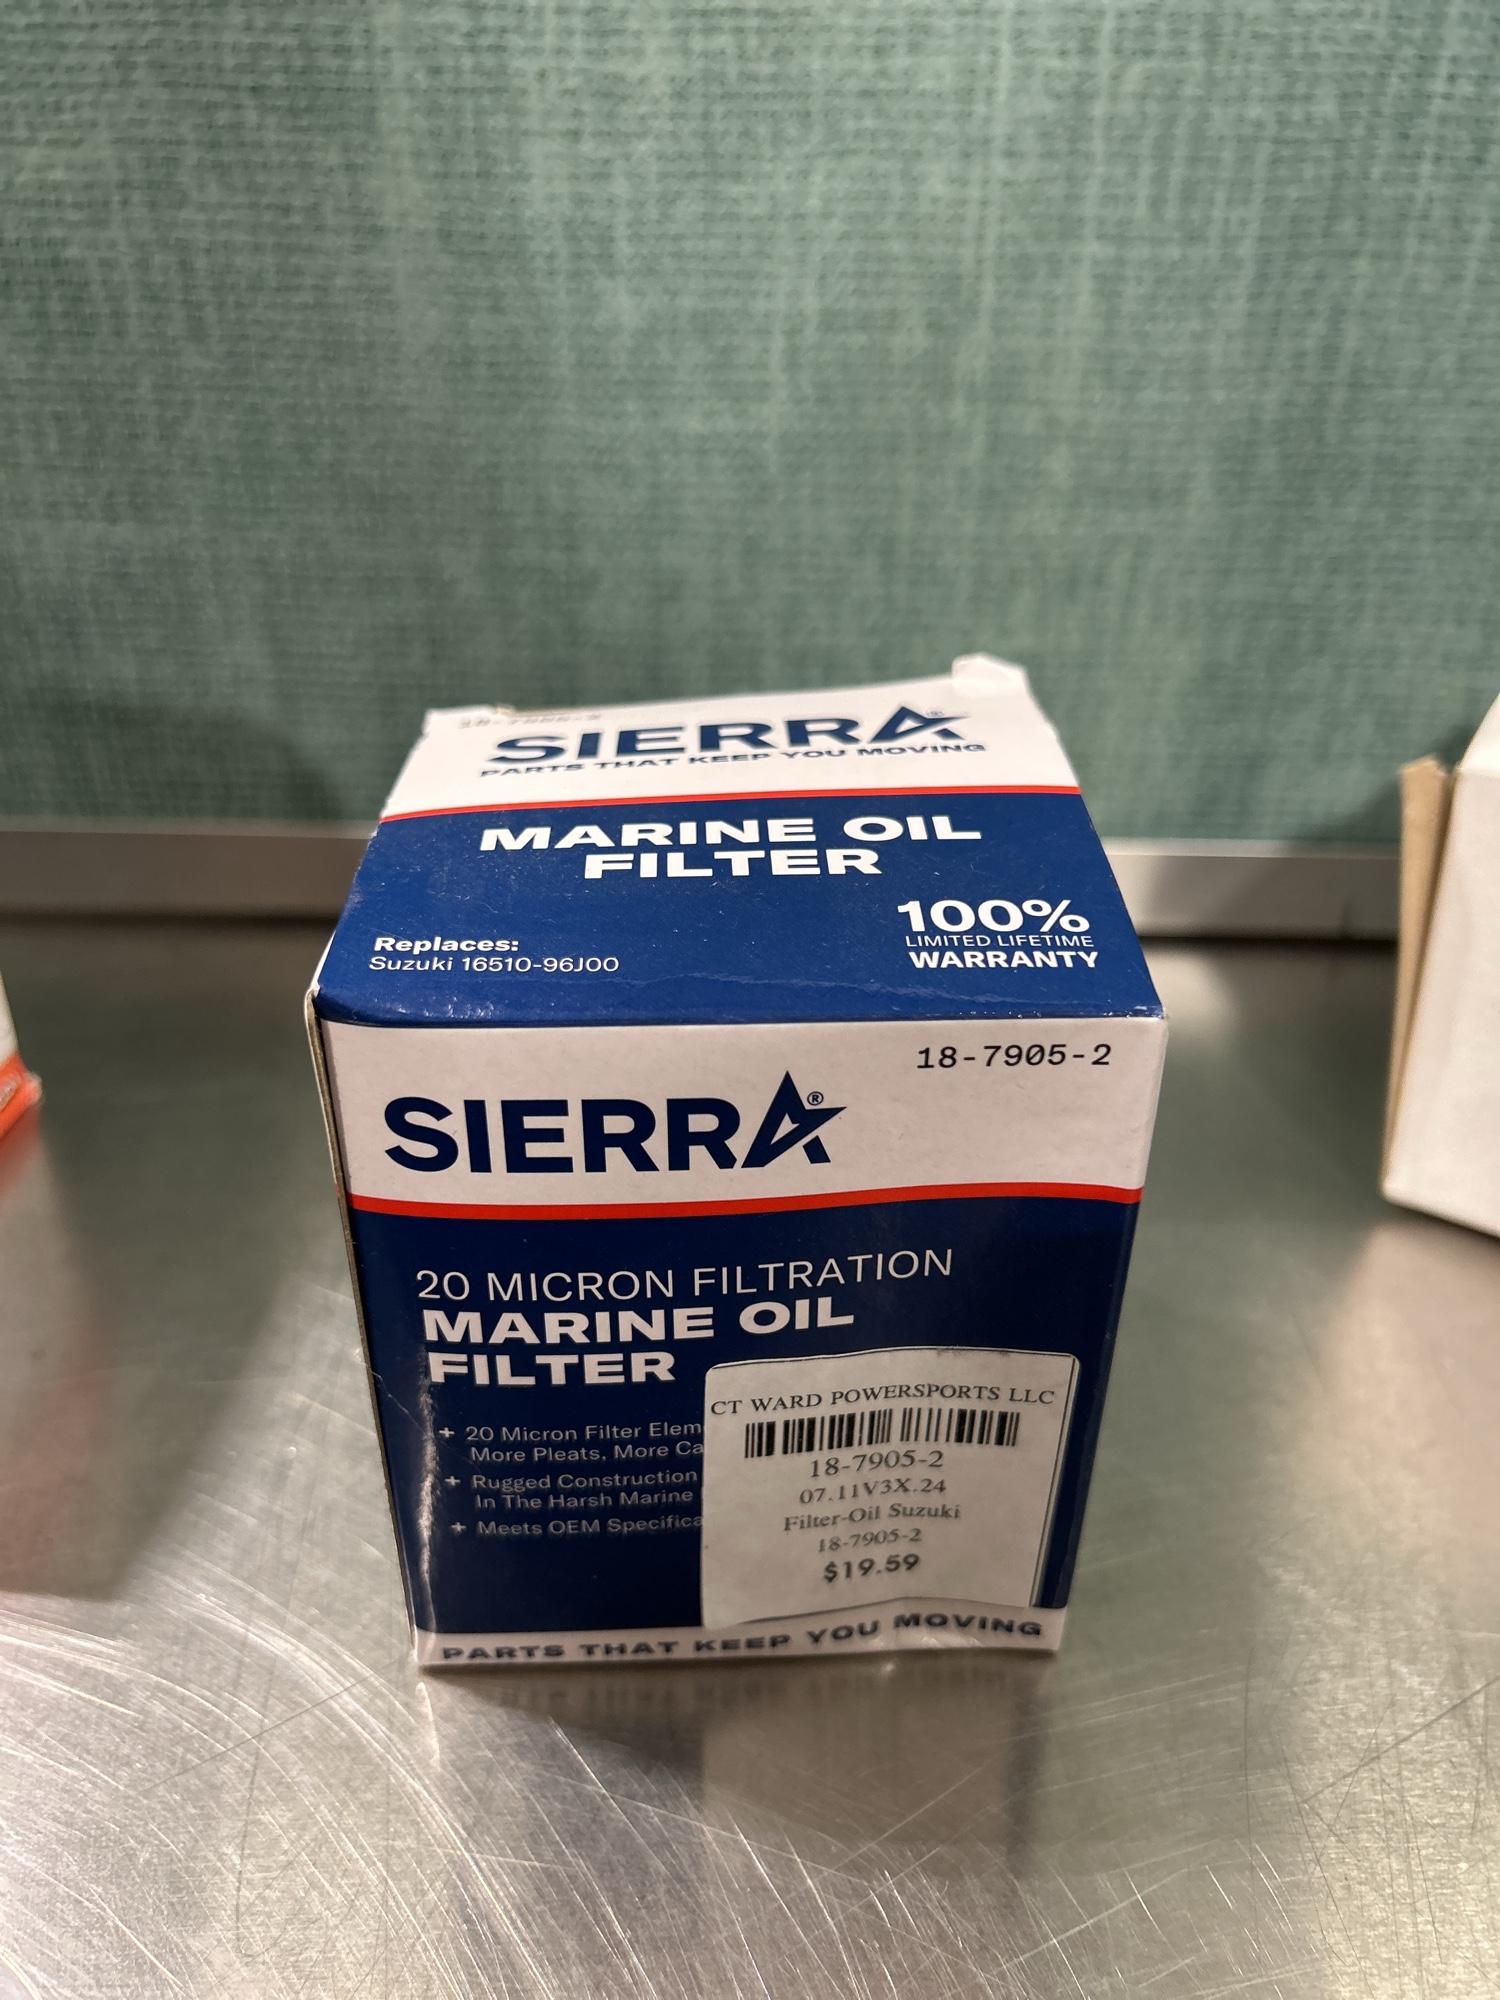 SIERRA®
PARTS THAT KEEP YOU MOVING
MARINE OIL
FILTER
100%
LIMITED LIFETIME
WARRANTY
Replaces:
Suzuki 16510-96J00
18-7905-2
SIERRA®
20 MICRON FILTRATION
MARINE OIL
FILTER
+ 20 Micron Filter Elem
More Pleats, More Ca
+ Rugged Construction
In The Harsh Marine
+ Meets OEM Specifica
CT WARD POWERSPORTS LLC
18-7905-2
07.11V3X.24
Filter-Oil Suzuki
18-7905-2
$19.59
PARTS THAT KEEP YOU MOVING